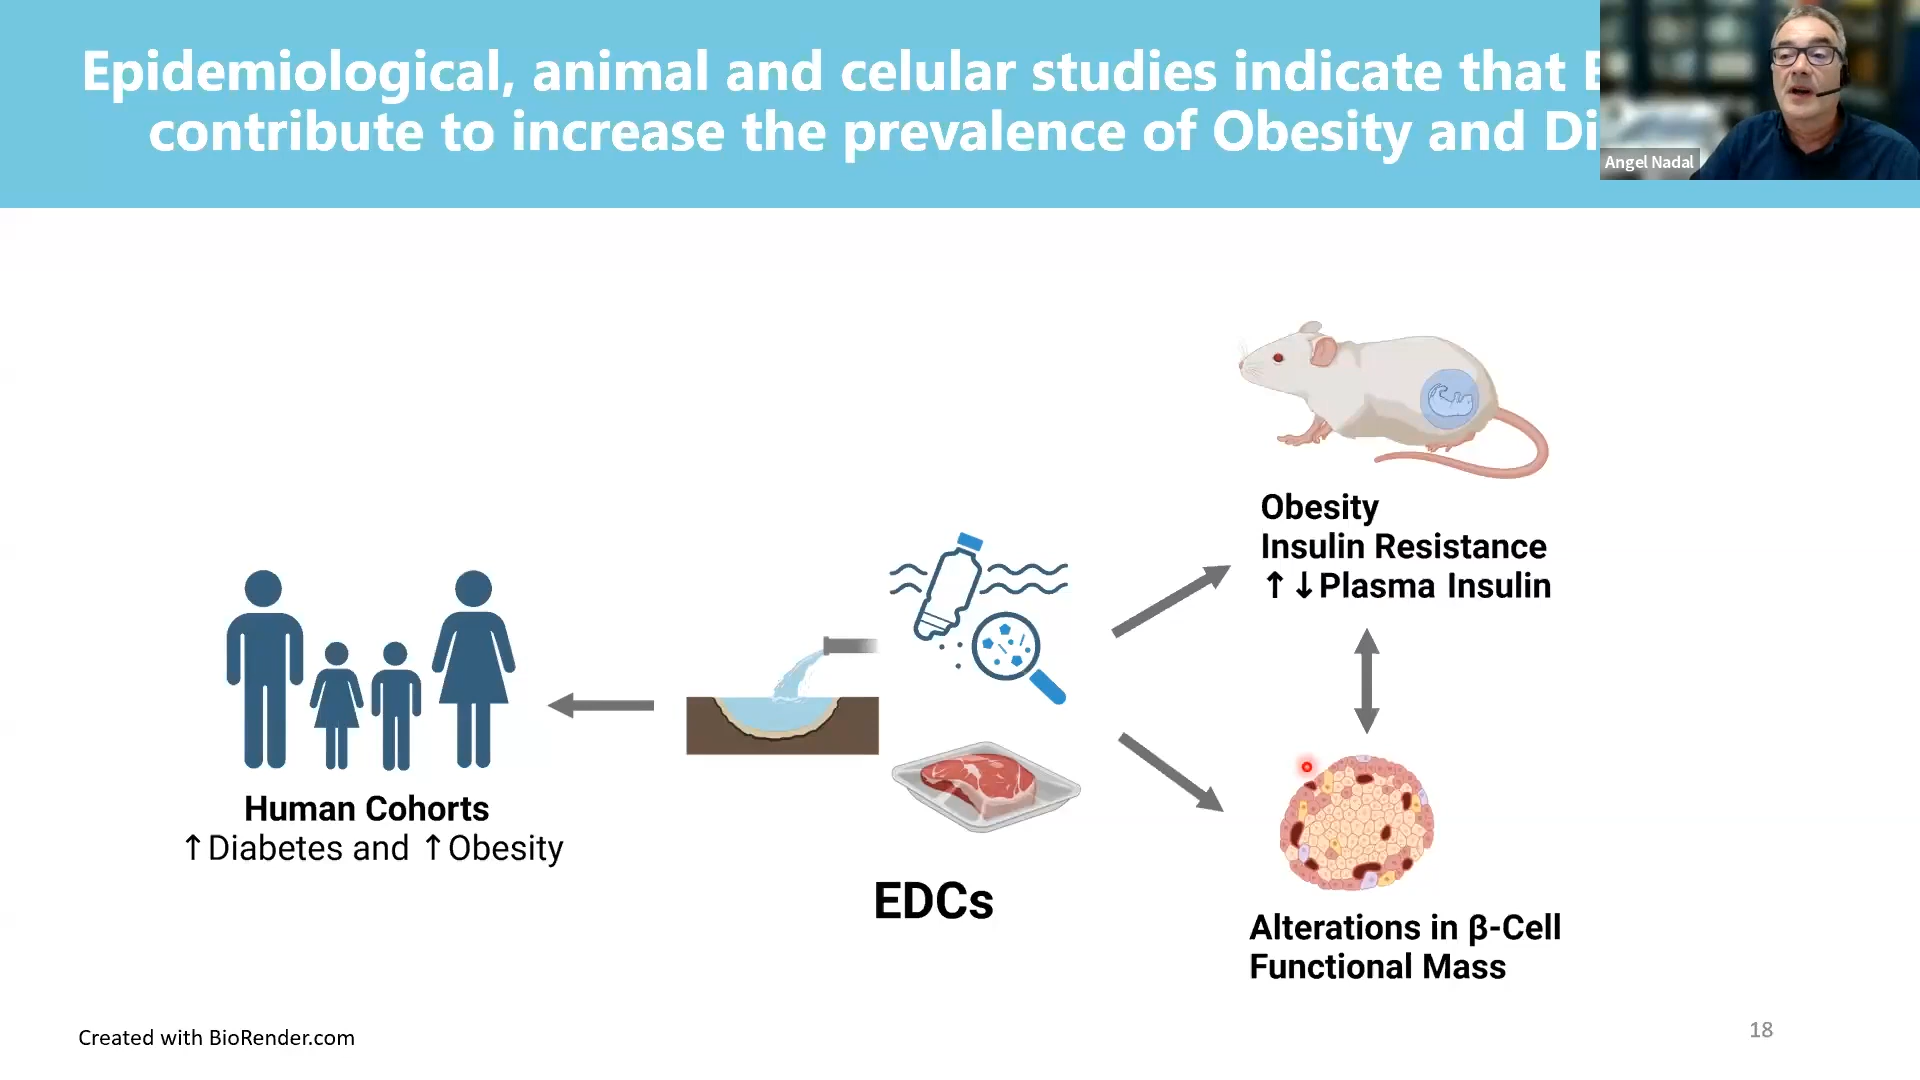 Epidemiological, animal and celular studies indicate that
contribute to increase the prevalence of Obesity and
Angel Nadal
Obesity
Insulin Resistance
↑↓Plasma Insulin
Human Cohorts
↑Diabetes and ↑Obesity
EDCs
Alterations in β-Cell
Functional Mass
Created with BioRender.com
18